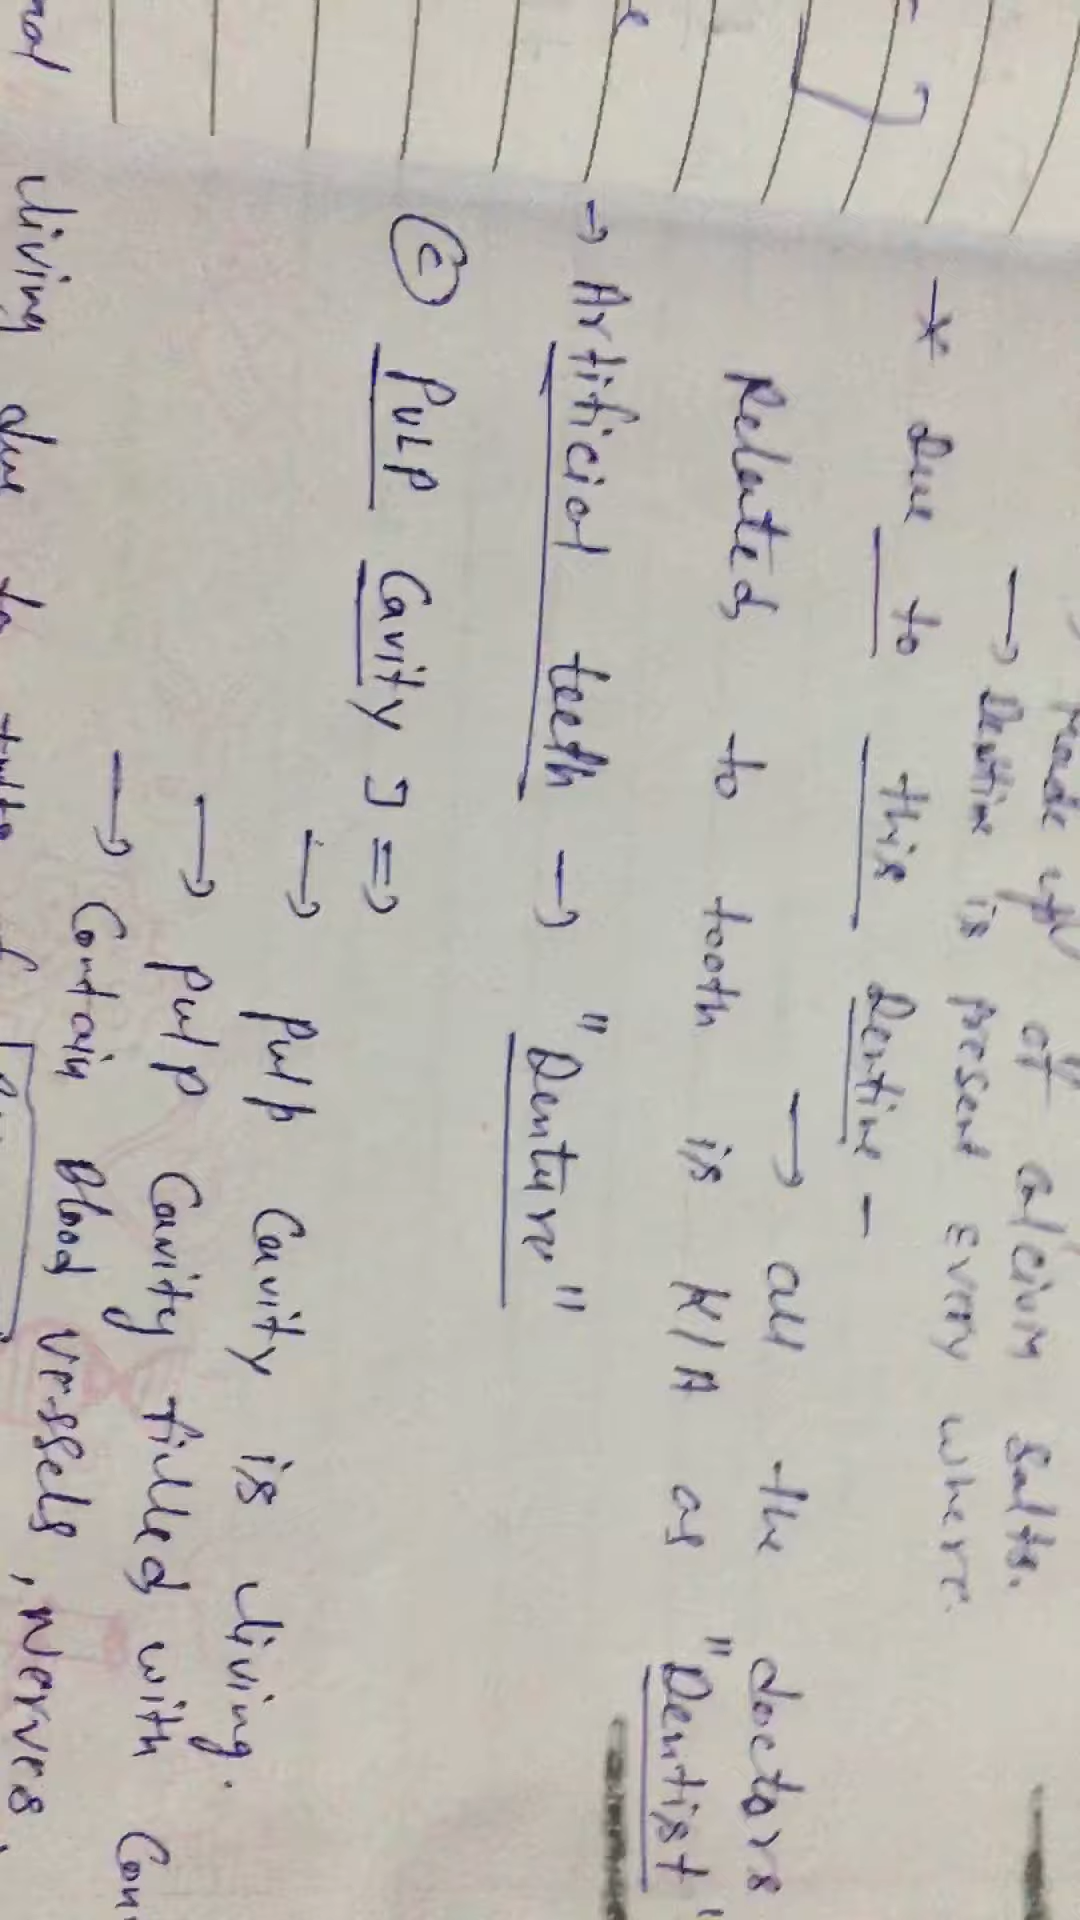 made up of calcium salts.
→ Dentine is present every where.
* Due to this Dentine -
→ all the doctors
Related to tooth is K/A as "Dentist"
→ Artificial teeth → "Denture"
(C) PULP Cavity ] ⇒
→ Pulp Cavity is living.
→ Pulp Cavity filled with
→ Contain Blood vessels, Nerves,
living due to